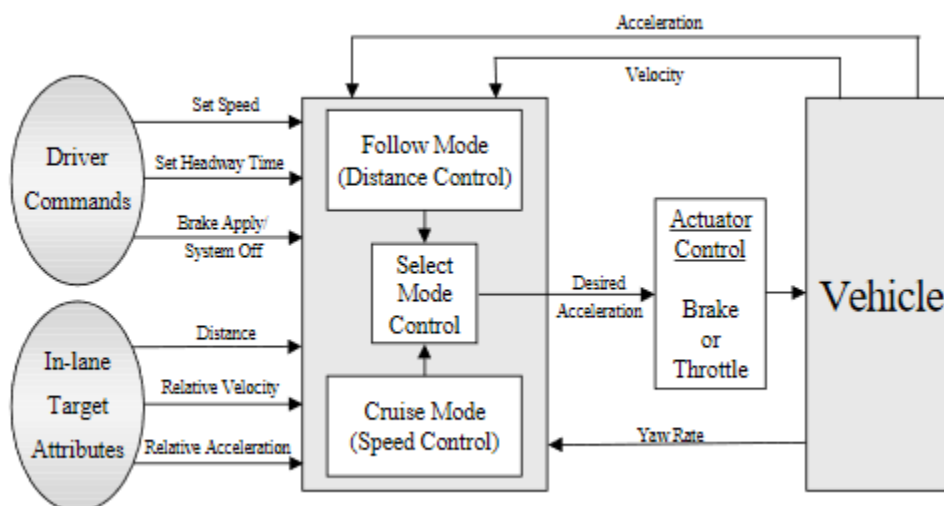 Acceleration
Velocity
Set Speed
Set Headway Time
Brake Apply/
System Off
Driver
Commands
Follow Mode
(Distance Control)
Select
Mode
Control
Desired
Acceleration
Actuator
Control
Brake
or
Throttle
Vehicle
Distance
Relative Velocity
Relative Acceleration
In-lane
Target
Attributes
Cruise Mode
(Speed Control)
Yaw Rate